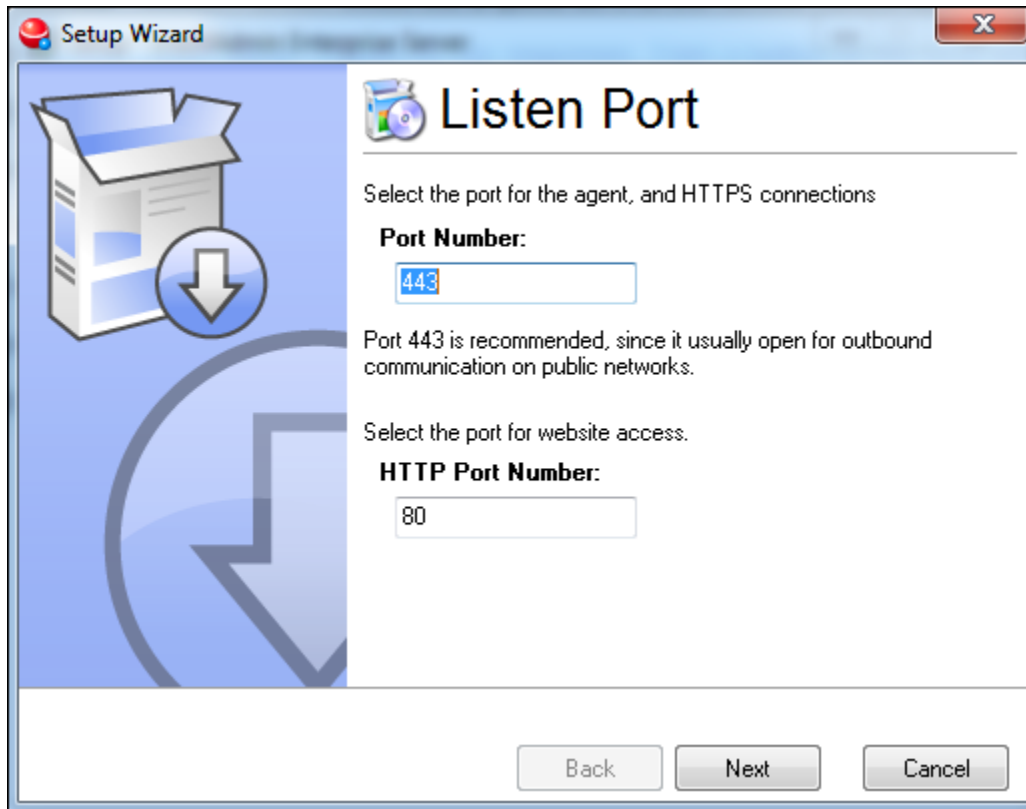 Setup Wizard
Enterprise Server
Listen Port
Select the port for the agent, and HTTPS connections
Port Number:
443
Port 443 is recommended, since it usually open for outbound
communication on public networks.
Select the port for website access.
HTTP Port Number:
80
Back
Next
Cancel